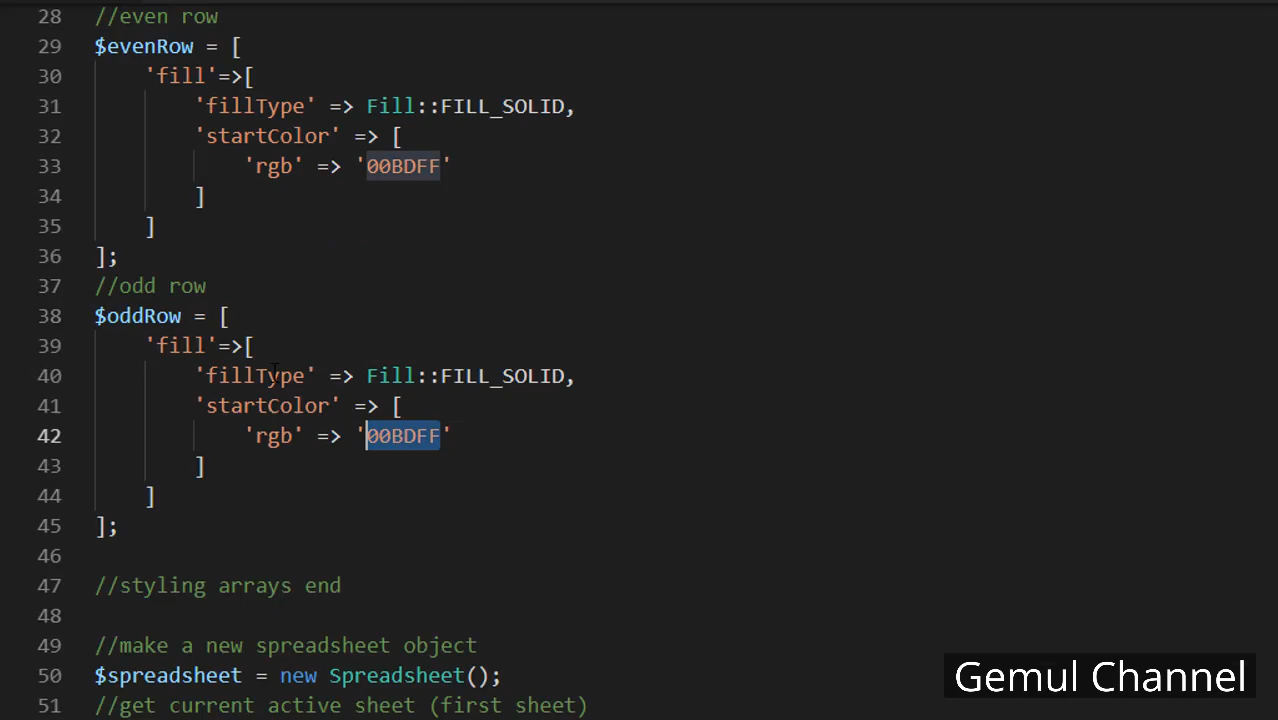 28 //even row
29 $evenRow = [
30 'fill'=>[
31 'fillType' => Fill::FILL_SOLID,
32 'startColor' => [
33 'rgb' => '00BDFF'
34 ]
35 ]
36 ];
37 //odd row
38 $oddRow = [
39 'fill'=>[
40 'fillType' => Fill::FILL_SOLID,
41 'startColor' => [
42 'rgb' => '00BDFF'
43 ]
44 ]
45 ];
46
47 //styling arrays end
48
49 //make a new spreadsheet object
50 $spreadsheet = new Spreadsheet();
51 //get current active sheet (first sheet)
Gemul Channel